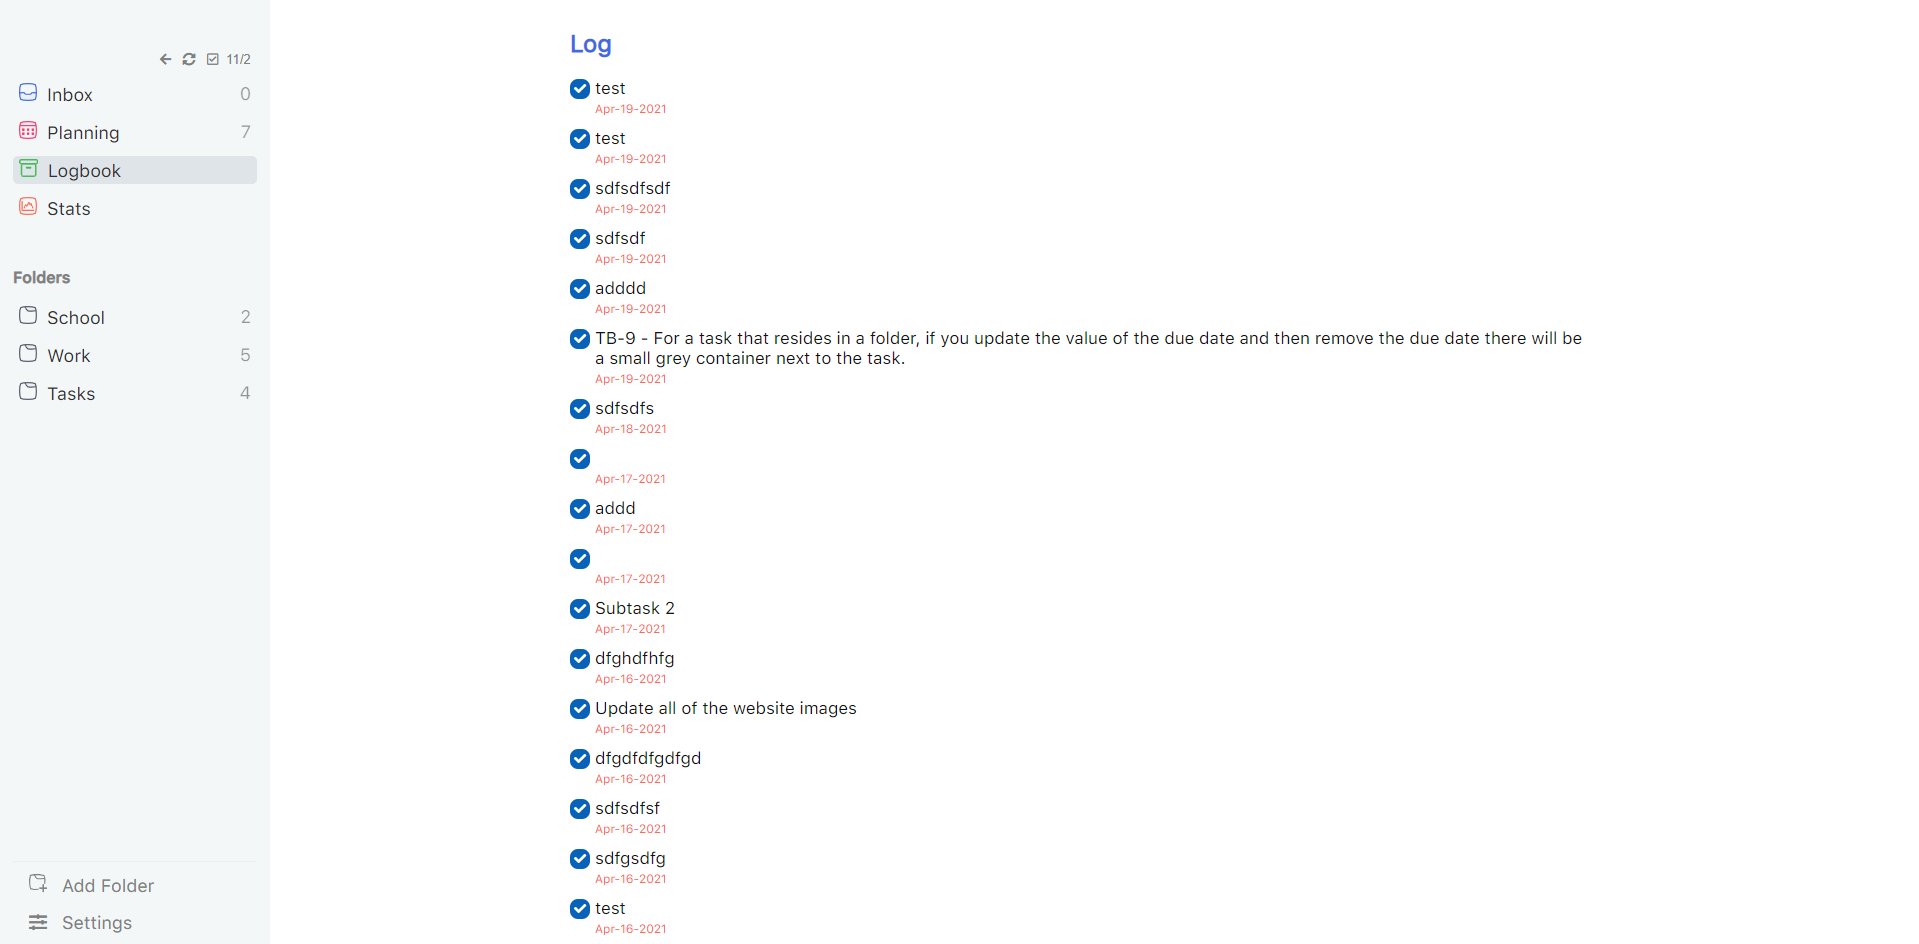 11/2
Inbox 0
Planning 7
Logbook
Stats
Folders
School 2
Work 5
Tasks 4
Add Folder
Settings
Log
test
Apr-19-2021
test
Apr-19-2021
sdfsdfsdf
Apr-19-2021
sdfsdf
Apr-19-2021
adddd
Apr-19-2021
TB-9 - For a task that resides in a folder, if you update the value of the due date and then remove the due date there will be
a small grey container next to the task.
Apr-19-2021
sdfsdfs
Apr-18-2021
Apr-17-2021
addd
Apr-17-2021
Apr-17-2021
Subtask 2
Apr-17-2021
dfghdfhfg
Apr-16-2021
Update all of the website images
Apr-16-2021
dfgdfdfgdfgd
Apr-16-2021
sdfsdfsf
Apr-16-2021
sdfgsdfg
Apr-16-2021
test
Apr-16-2021